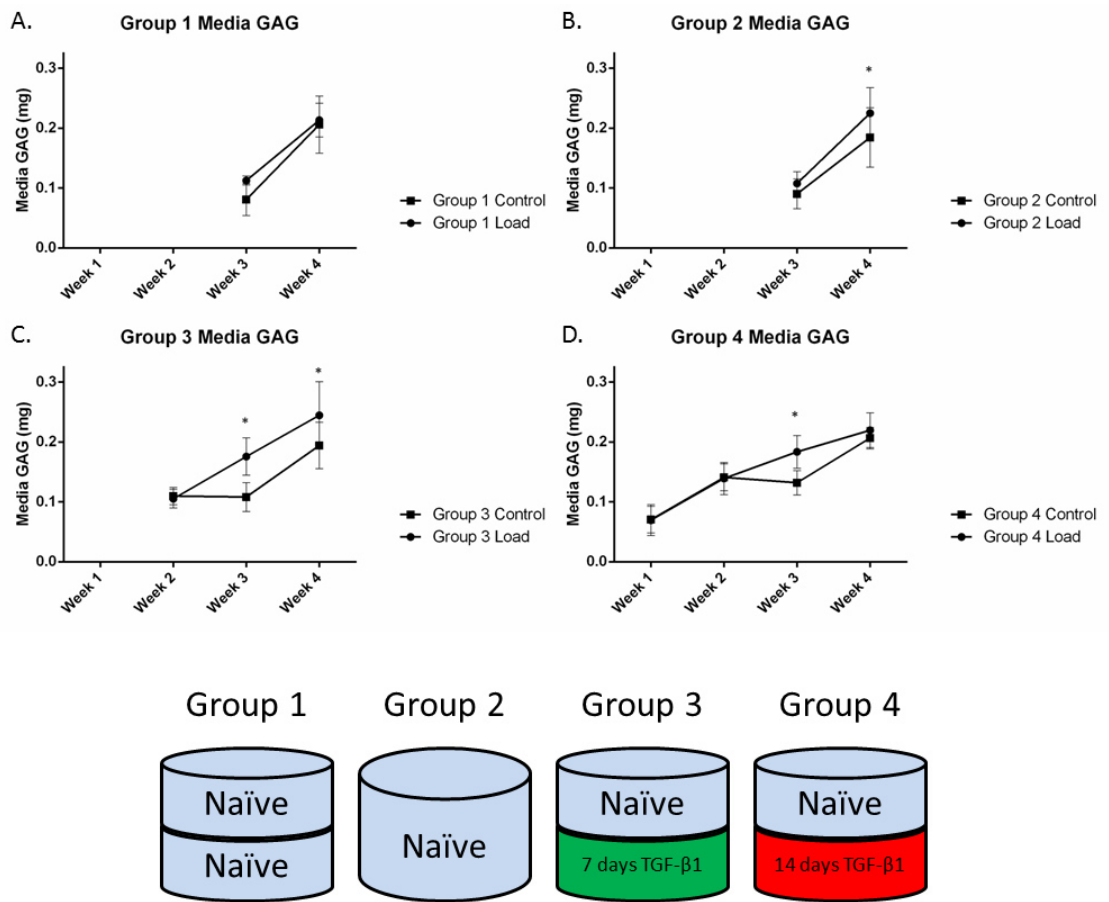 A.
Group 1 Media GAG
Media GAG (mg)
0.3
0.2
0.1
0.0
Week 1
Week 2
Week 3
Week 4
Group 1 Control
Group 1 Load
B.
Group 2 Media GAG
Media GAG (mg)
0.3
0.2
0.1
0.0
*
Week 1
Week 2
Week 3
Week 4
Group 2 Control
Group 2 Load
C.
Group 3 Media GAG
Media GAG (mg)
0.3
0.2
0.1
0.0
*
*
Week 1
Week 2
Week 3
Week 4
Group 3 Control
Group 3 Load
D.
Group 4 Media GAG
Media GAG (mg)
0.3
0.2
0.1
0.0
*
Week 1
Week 2
Week 3
Week 4
Group 4 Control
Group 4 Load
Group 1
Naïve
Naïve
Group 2
Naïve
Group 3
Naïve
7 days TGF-β1
Group 4
Naïve
14 days TGF-β1